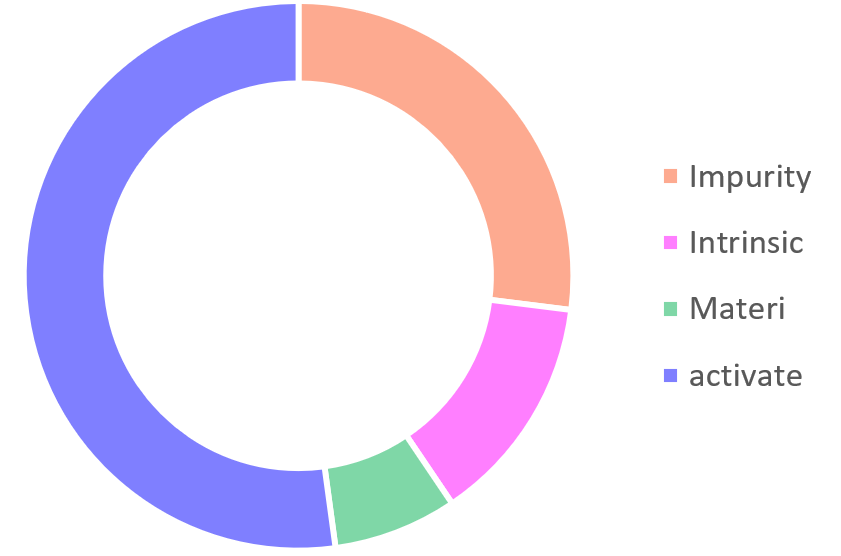 Impurity
Intrinsic
Materi
activate